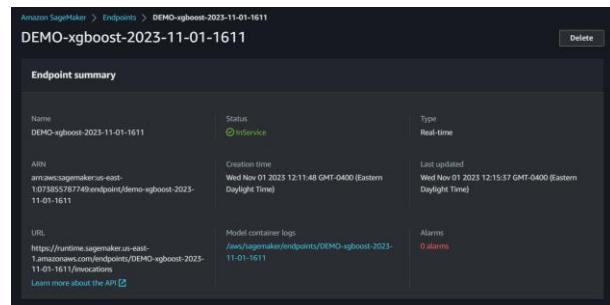 Amazon SageMaker > Endpoints > DEMO-xgboost-2023-11-01-1611
DEMO-xgboost-2023-11-01-1611
Delete
Endpoint summary
Name
DEMO-xgboost-2023-11-01-1611
Status
InService
Type
Real-time
ARN
arn:aws:sagemaker:us-east-
1:073855787749:endpoint/demo-xgboost-2023-
11-01-1611
Creation time
Wed Nov 01 2023 12:11:48 GMT-0400 (Eastern
Daylight Time)
Last updated
Wed Nov 01 2023 12:15:37 GMT-0400 (Eastern
Daylight Time)
URL
https://runtime.sagemaker.us-east-
1.amazonaws.com/endpoints/DEMO-xgboost-2023-
11-01-1611/invocations
Learn more about the API
Model container logs
/aws/sagemaker/endpoints/DEMO-xgboost-2023-
11-01-1611
Alarms
0 alarms